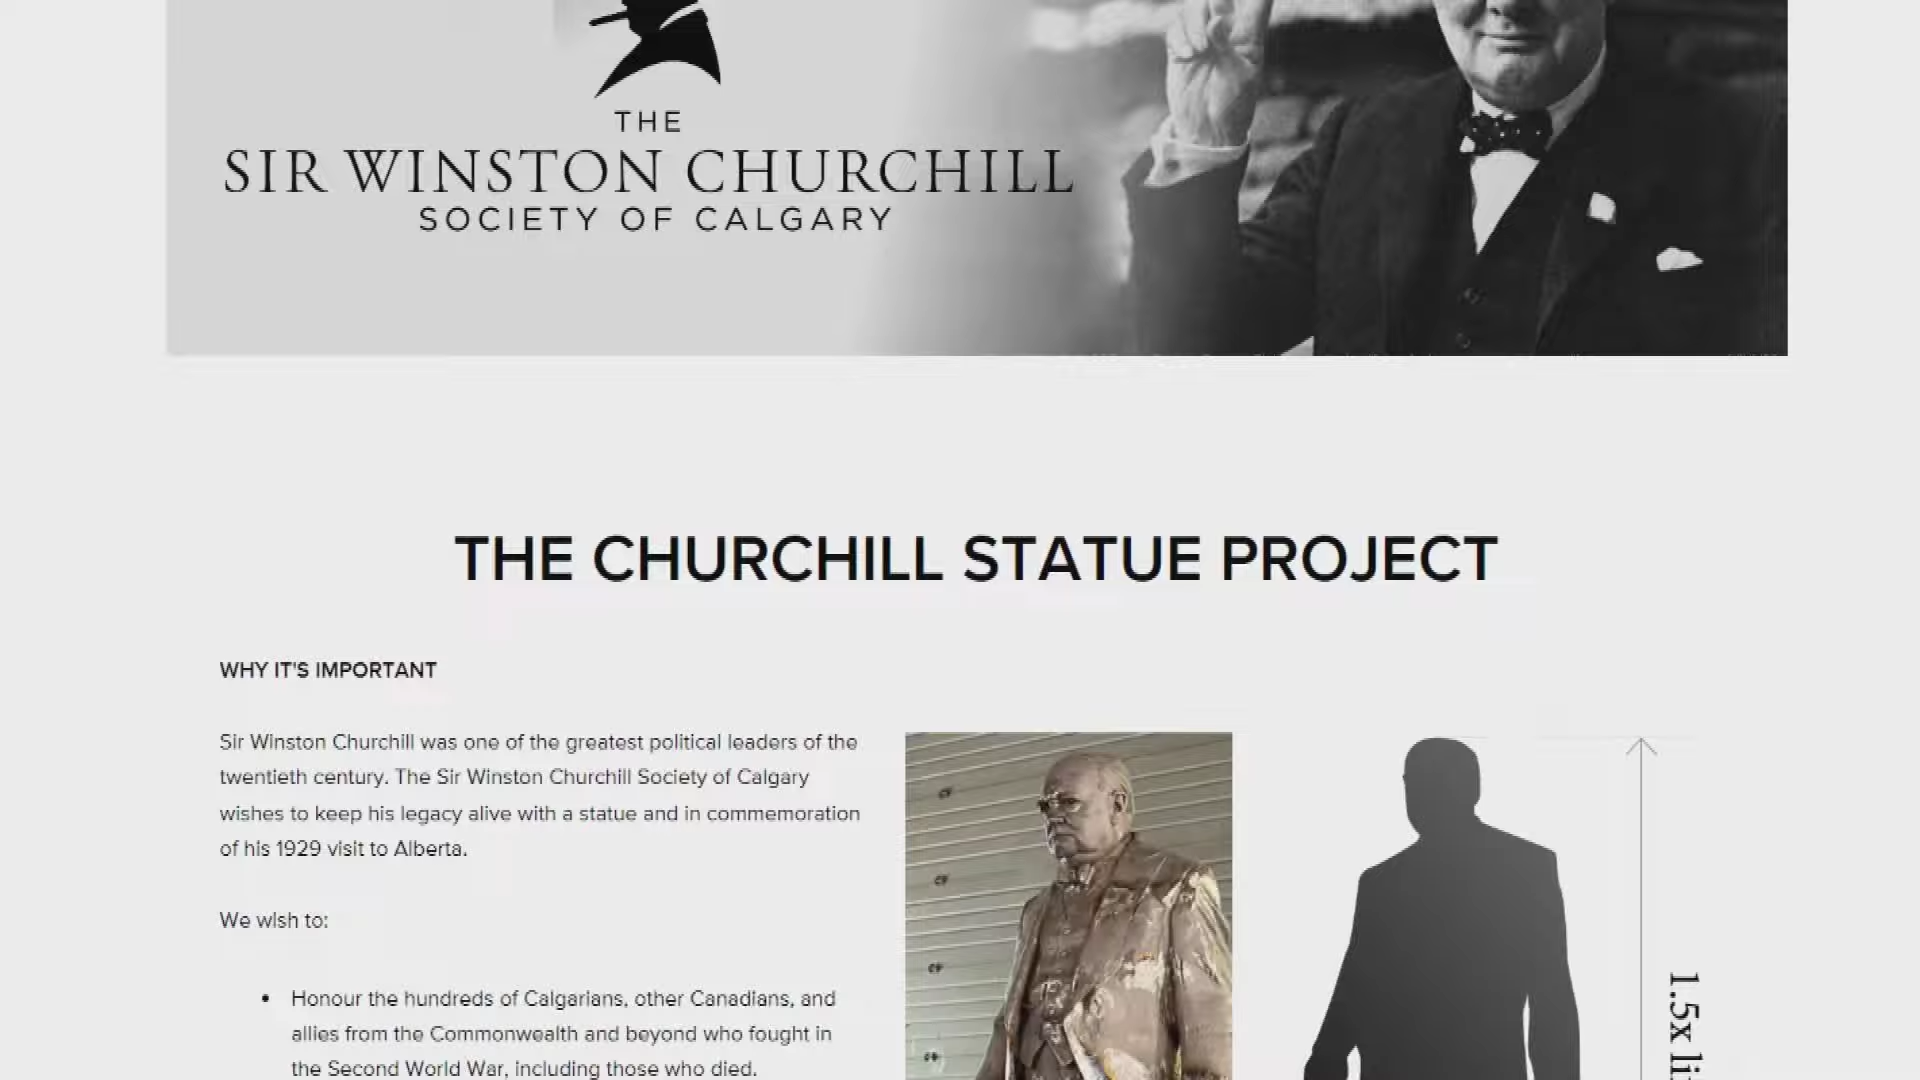 THE
SIR WINSTON CHURCHILL
SOCIETY OF CALGARY
THE CHURCHILL STATUE PROJECT
WHY IT'S IMPORTANT
Sir Winston Churchill was one of the greatest political leaders of the
twentieth century. The Sir Winston Churchill Society of Calgary
wishes to keep his legacy alive with a statue and in commemoration
of his 1929 visit to Alberta.
We wish to:
• Honour the hundreds of Calgarians, other Canadians, and
allies from the Commonwealth and beyond who fought in
the Second World War, including those who died.
1.5x